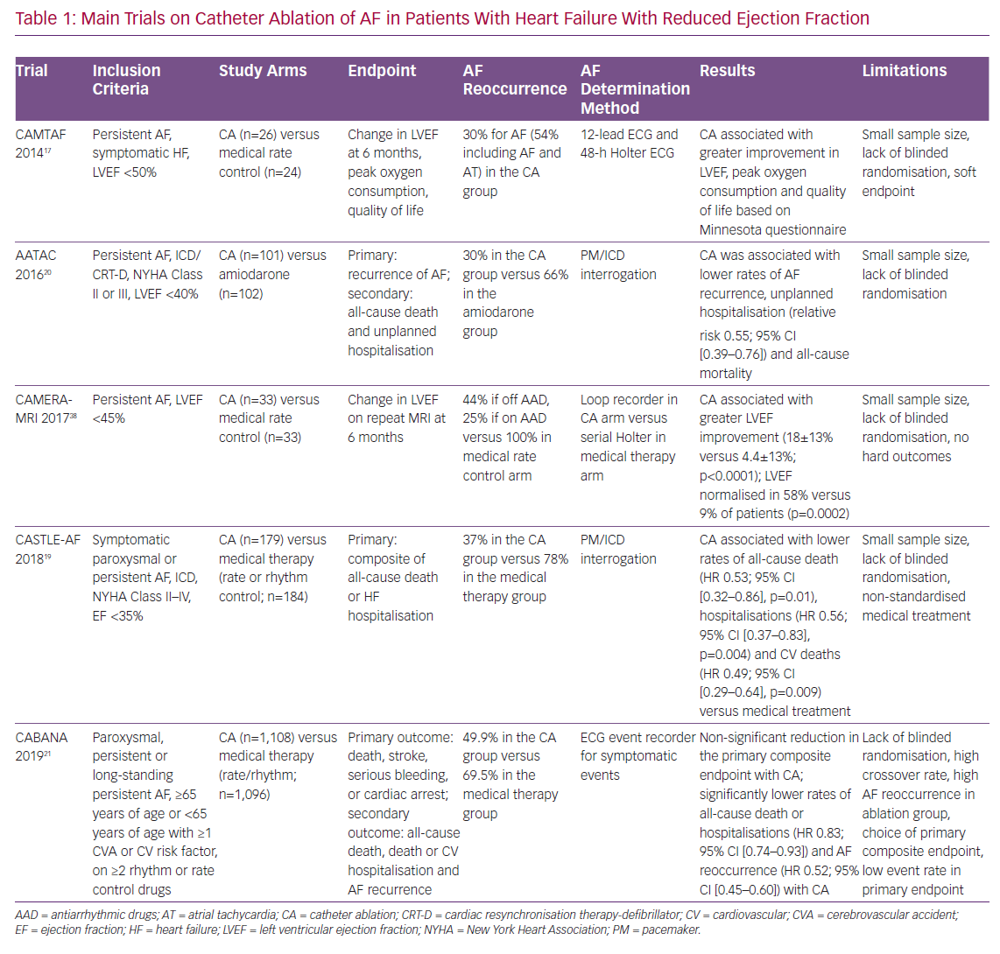 Table 1: Main Trials on Catheter Ablation of AF in Patients With Heart Failure With Reduced Ejection Fraction
Trial
Inclusion
Criteria
Study Arms
Endpoint
AF
Reoccurrence
AF
Determination
Method
Results
Limitations
CAMTAF
2014¹⁷
Persistent AF,
symptomatic HF,
LVEF <50%
CA (n=26) versus
medical rate
control (n=24)
Change in LVEF
at 6 months,
peak oxygen
consumption,
quality of life
30% for AF (54%
including AF and
AT) in the CA
group
12-lead ECG and
48-h Holter ECG
CA associated with
greater improvement in
LVEF, peak oxygen
consumption and quality
of life based on
Minnesota questionnaire
Small sample size,
lack of blinded
randomisation, soft
endpoint
AATAC
2016²⁰
Persistent AF, ICD/
CRT-D, NYHA Class
II or III, LVEF <40%
CA (n=101) versus
amiodarone
(n=102)
Primary:
recurrence of AF;
secondary:
all-cause death
and unplanned
hospitalisation
30% in the CA
group versus 66%
in the
amiodarone
group
PM/ICD
interrogation
CA was associated with
lower rates of AF
recurrence, unplanned
hospitalisation (relative
risk 0.55; 95% CI
[0.39–0.76]) and all-cause
mortality
Small sample size,
lack of blinded
randomisation
CAMERA-
MRI 2017³⁸
Persistent AF, LVEF
<45%
CA (n=33) versus
medical rate
control (n=33)
Change in LVEF
on repeat MRI at
6 months
44% if off AAD,
25% if on AAD
versus 100% in
medical rate
control arm
Loop recorder in
CA arm versus
serial Holter in
medical therapy
arm
CA associated with
greater LVEF
improvement (18±13%
versus 4.4±13%;
p<0.0001); LVEF
normalised in 58% versus
9% of patients (p=0.0002)
Small sample size,
lack of blinded
randomisation, no
hard outcomes
CASTLE-AF
2018¹⁹
Symptomatic
paroxysmal or
persistent AF, ICD,
NYHA Class II–IV,
EF <35%
CA (n=179) versus
medical therapy
(rate or rhythm
control; n=184)
Primary:
composite of
all-cause death
or HF
hospitalisation
37% in the CA
group versus 78%
in the medical
therapy group
PM/ICD
interrogation
CA associated with lower
rates of all-cause death
(HR 0.53; 95% CI
[0.32–0.86], p=0.01),
hospitalisations (HR 0.56;
95% CI [0.37–0.83],
p=0.004) and CV deaths
(HR 0.49; 95% CI
[0.29–0.64], p=0.009)
versus medical treatment
Small sample size,
lack of blinded
randomisation,
non-standardised
medical treatment
CABANA
2019²¹
Paroxysmal,
persistent or
long-standing
persistent AF, ≥65
years of age or <65
years of age with ≥1
CVA or CV risk factor,
on ≥2 rhythm or rate
control drugs
CA (n=1,108) versus
medical therapy
(rate/rhythm;
n=1,096)
Primary outcome:
death, stroke,
serious bleeding,
or cardiac arrest;
secondary
outcome: all-cause
death, death or CV
hospitalisation and
AF recurrence
49.9% in the CA
group versus
69.5% in the
medical therapy
group
ECG event recorder
for symptomatic
events
Non-significant reduction in
the primary composite
endpoint with CA;
significantly lower rates of
all-cause death or
hospitalisations (HR 0.83;
95% CI [0.74–0.93]) and AF
reoccurrence (HR 0.52; 95%
CI [0.45–0.60]) with CA
Lack of blinded
randomisation, high
crossover rate, high
AF reoccurrence in
ablation group,
choice of primary
composite endpoint,
low event rate in
primary endpoint
AAD = antiarrhythmic drugs; AT = atrial tachycardia; CA = catheter ablation; CRT-D = cardiac resynchronisation therapy-defibrillator; CV = cardiovascular; CVA = cerebrovascular accident;
EF = ejection fraction; HF = heart failure; LVEF = left ventricular ejection fraction; NYHA = New York Heart Association; PM = pacemaker.